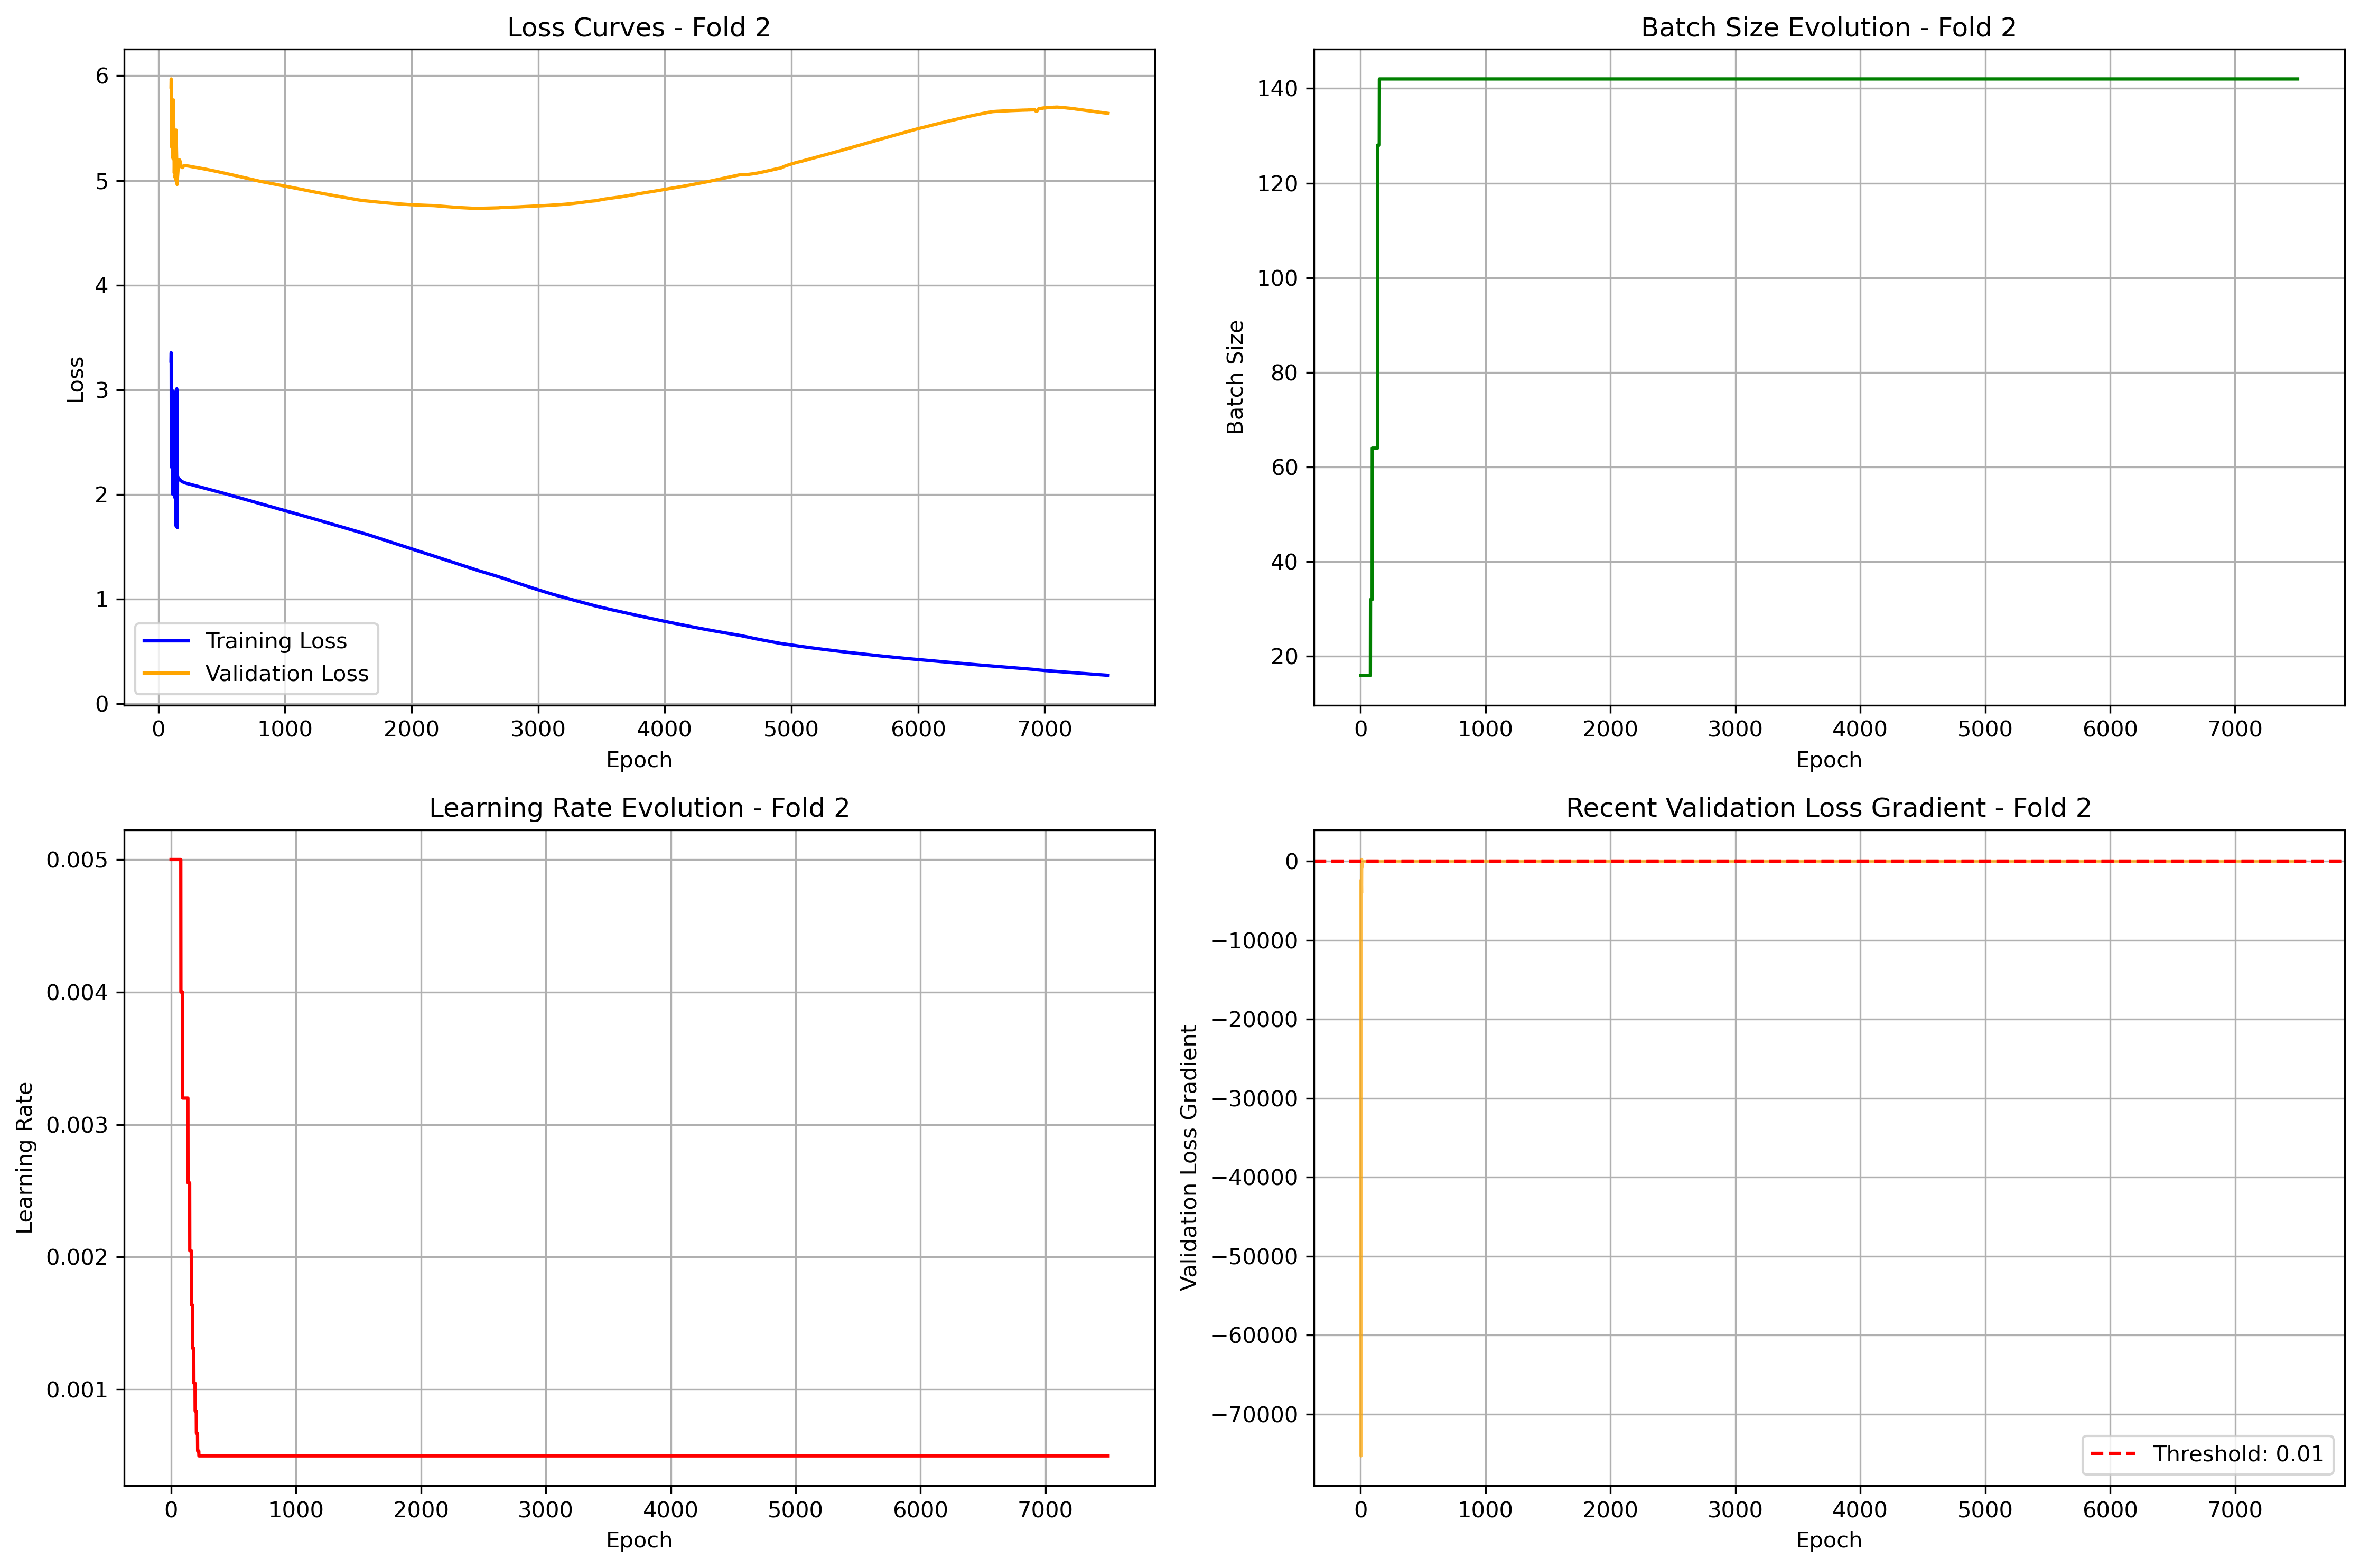 Loss Curves - Fold 2
6
5
4
3
2
1
0
Loss
Training Loss
Validation Loss
0 1000 2000 3000 4000 5000 6000 7000
Epoch
Batch Size Evolution - Fold 2
140
120
100
80
60
40
20
Batch Size
0 1000 2000 3000 4000 5000 6000 7000
Epoch
Learning Rate Evolution - Fold 2
0.005
0.004
0.003
0.002
0.001
Learning Rate
0 1000 2000 3000 4000 5000 6000 7000
Epoch
Recent Validation Loss Gradient - Fold 2
0
−10000
−20000
−30000
−40000
−50000
−60000
−70000
Validation Loss Gradient
Threshold: 0.01
0 1000 2000 3000 4000 5000 6000 7000
Epoch